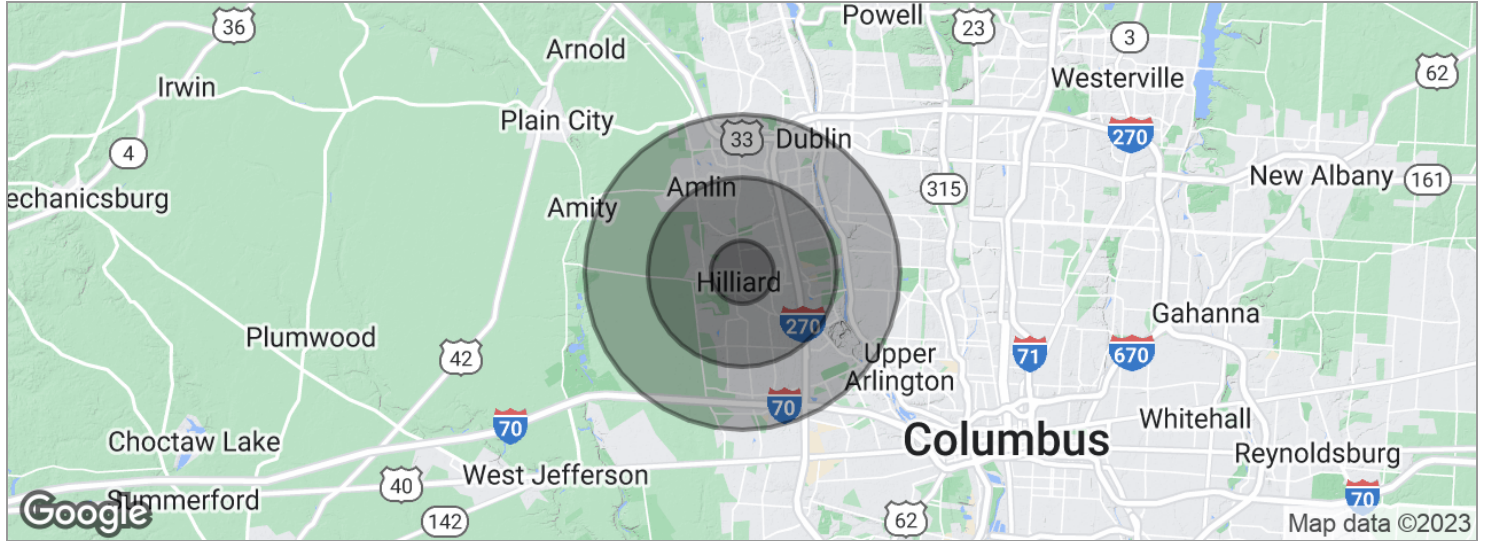 Powell
36
23
3
Arnold
62
Westerville
Irwin
Plain City
270
33
Dublin
4
New Albany
161
Amlin
315
echanicsburg
Amity
Hilliard
Gahanna
270
Plumwood
42
Upper
Arlington
71
670
70
Whitehall
70
Choctaw Lake
Columbus
Reynoldsburg
West Jefferson
40
Summerford
70
Google
142
62
Map data ©2023